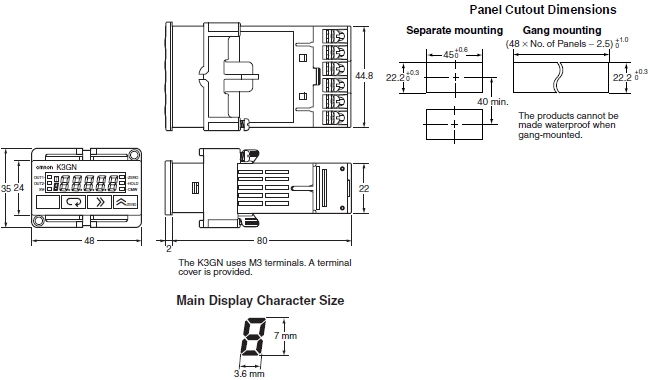 Panel Cutout Dimensions
Separate mounting
Gang mounting
(48 × No. of Panels – 2.5) +1.0 0
45 +0.6 0
22.2 +0.3 0
22.2 +0.3 0
40 min.
The products cannot be
made waterproof when
gang-mounted.
44.8
omron K3GN
OUT1
OUT2
SV
ZERO
HOLD
CMW
ZERO
35
24
48
22
2
80
The K3GN uses M3 terminals. A terminal
cover is provided.
Main Display Character Size
7 mm
3.6 mm